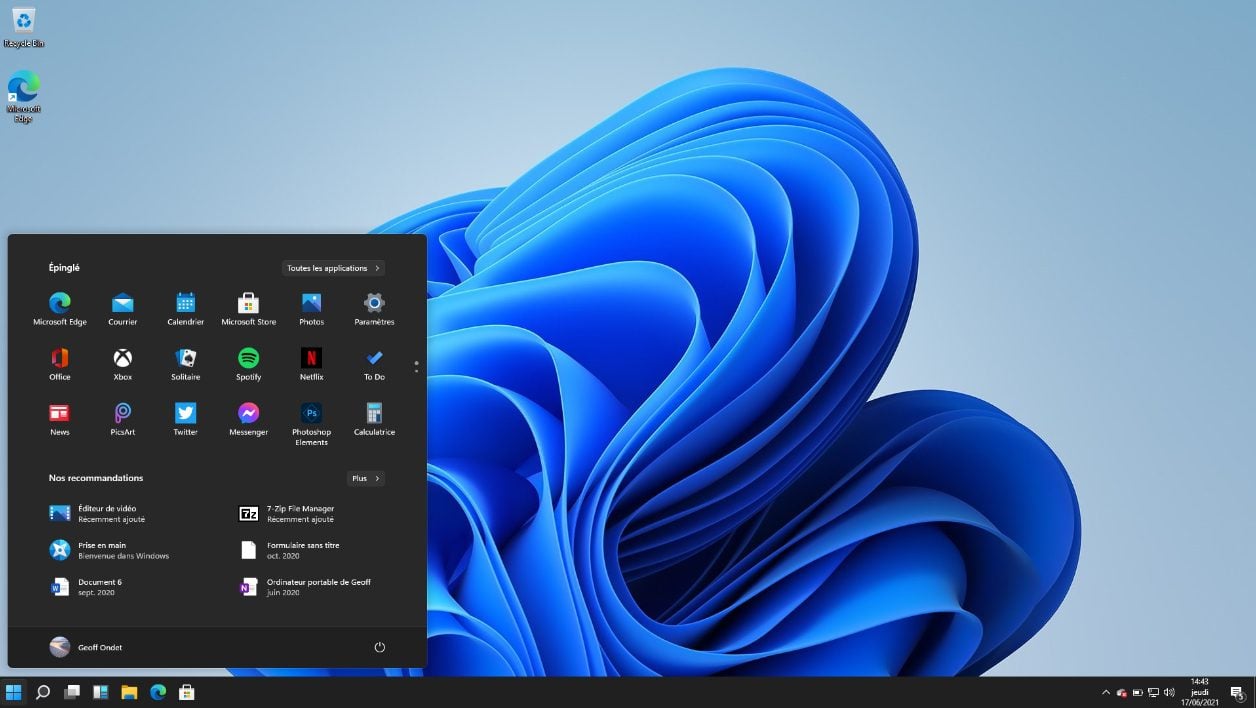 Recycle Bin
Microsoft
Edge
Épinglé
Toutes les applications
Microsoft Edge
Courrier
Calendrier
Microsoft Store
Photos
Paramètres
Office
Xbox
Solitaire
Spotify
Netflix
To Do
News
PicsArt
Twitter
Messenger
Ps
Photoshop
Elements
Calculatrice
Nos recommandations
Plus
Éditeur de vidéo
Récemment ajouté
7z
7-Zip File Manager
Récemment ajouté
Prise en main
Bienvenue dans Windows
Formulaire sans titre
oct. 2020
Document 6
sept. 2020
Ordinateur portable de Geoff
juin 2020
Geoff Ondet
14:43
jeudi
17/06/2021
5